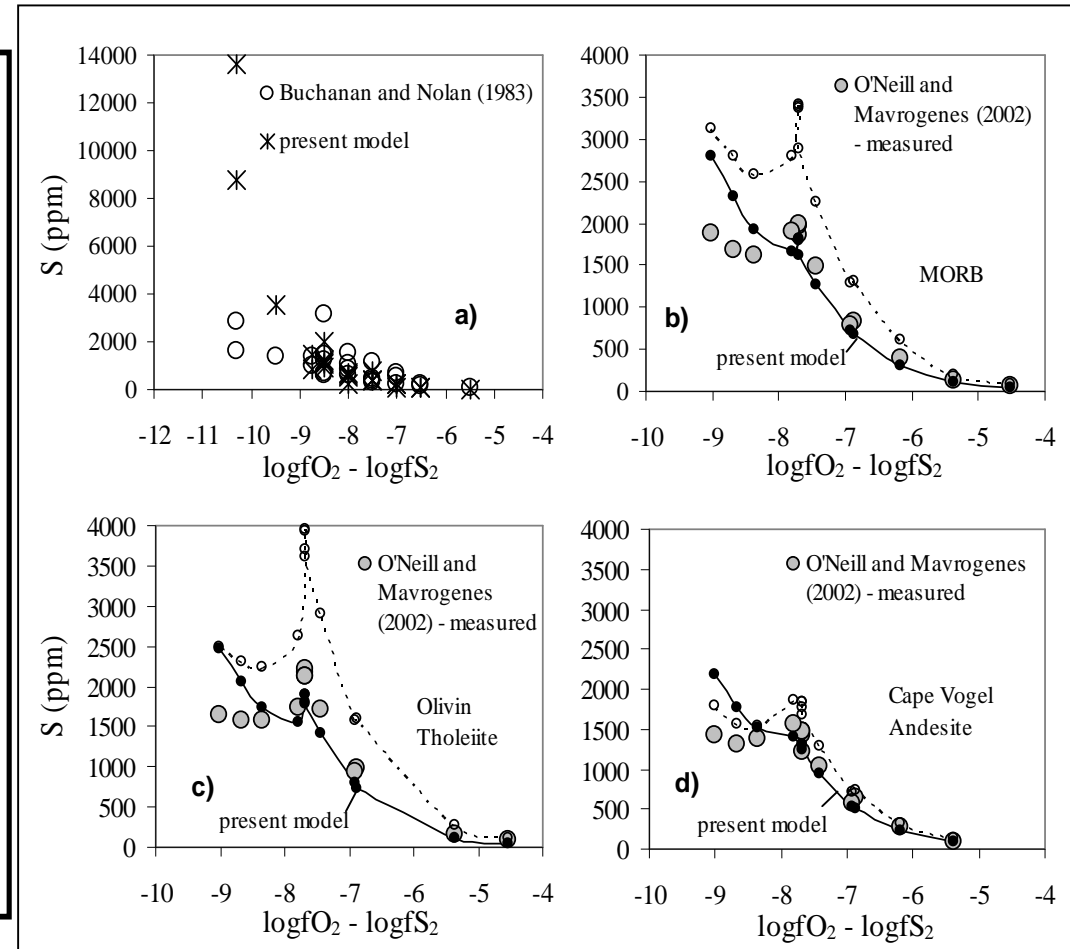 14000
12000
10000
8000
6000
4000
2000
0
S (ppm)
Buchanan and Nolan (1983)
present model
a)
-12 -11 -10 -9 -8 -7 -6 -5 -4
logfO₂ - logfS₂
4000
3500
3000
2500
2000
1500
1000
500
0
O'Neill and
Mavrogenes (2002)
- measured
MORB
b)
present model
-10 -9 -8 -7 -6 -5 -4
logfO₂ - logfS₂
4000
3500
3000
2500
2000
1500
1000
500
0
S (ppm)
O'Neill and
Mavrogenes
(2002) - measured
Olivin
Tholeiite
c)
present model
-10 -9 -8 -7 -6 -5 -4
logfO₂ - logfS₂
4000
3500
3000
2500
2000
1500
1000
500
0
O'Neill and Mavrogenes
(2002) - measured
Cape Vogel
Andesite
d)
present model
-10 -9 -8 -7 -6 -5 -4
logfO₂ - logfS₂